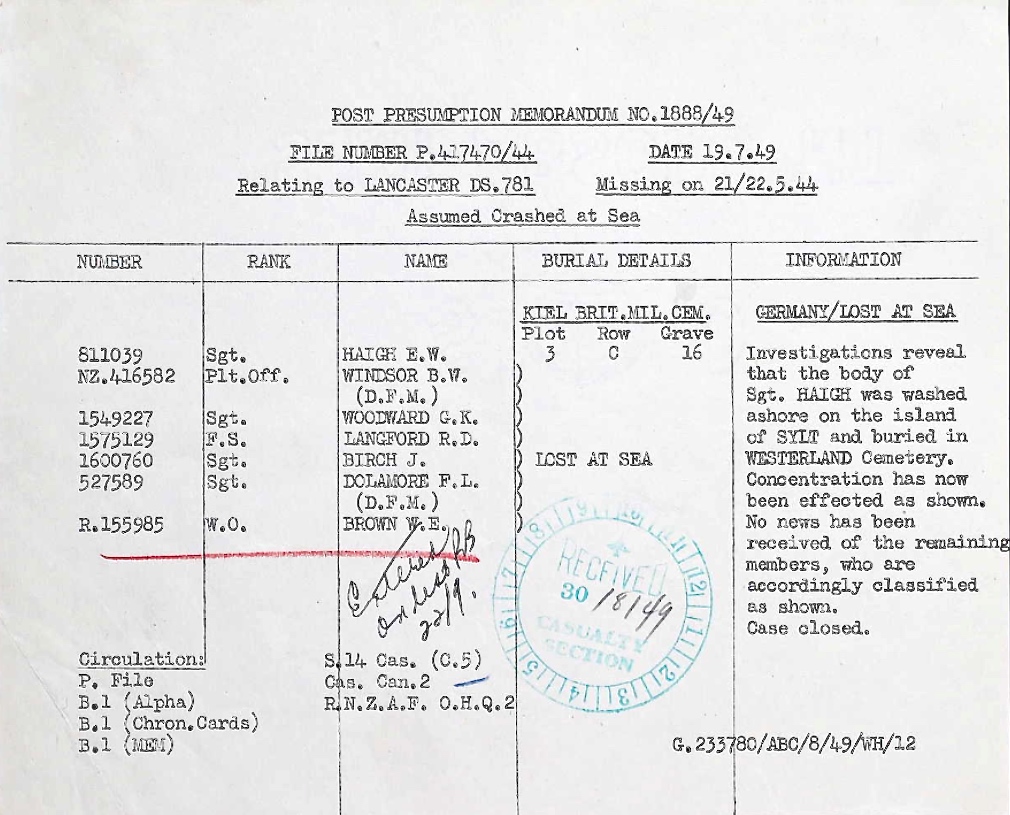 POST PRESUMPTION MEMORANDUM NO.1888/49
FILE NUMBER P.417470/44 DATE 19.7.49
Relating to LANCASTER DS.781 Missing on 21/22.5.44
Assumed Crashed at Sea
NUMBER RANK NAME BURIAL DETAILS INFORMATION
KIEL BRIT.MIL.CEM. GERMANY/LOST AT SEA
Plot Row Grave
811039 Sgt. HAIGH E.W. 3 C 16 Investigations reveal
NZ.416582 Plt.Off. WINDSOR B.W. ) that the body of
(D.F.M.) ) Sgt. HAIGH was washed
1549227 Sgt. WOODWARD G.K. ) ashore on the island
1575129 F.S. LANGFORD R.D. ) of SYLT and buried in
1600760 Sgt. BIRCH J. ) LOST AT SEA WESTERLAND Cemetery.
527589 Sgt. DOLAMORE F.L. ) Concentration has now
(D.F.M.) ) been effected as shown.
R.155985 W.O. BROWN W.E. ) No news has been
received of the remaining
members, who are
accordingly classified
as shown.
Case closed.
Entered
22/9.
RECEIVED
30/8/49
CASUALTY
SECTION
Circulation: S.14 Cas. (C.5)
P. File Cas. Can.2
B.1 (Alpha) R.N.Z.A.F. O.H.Q.2
B.1 (Chron.Cards)
B.1 (MEM) G.233780/ABC/8/49/WH/12